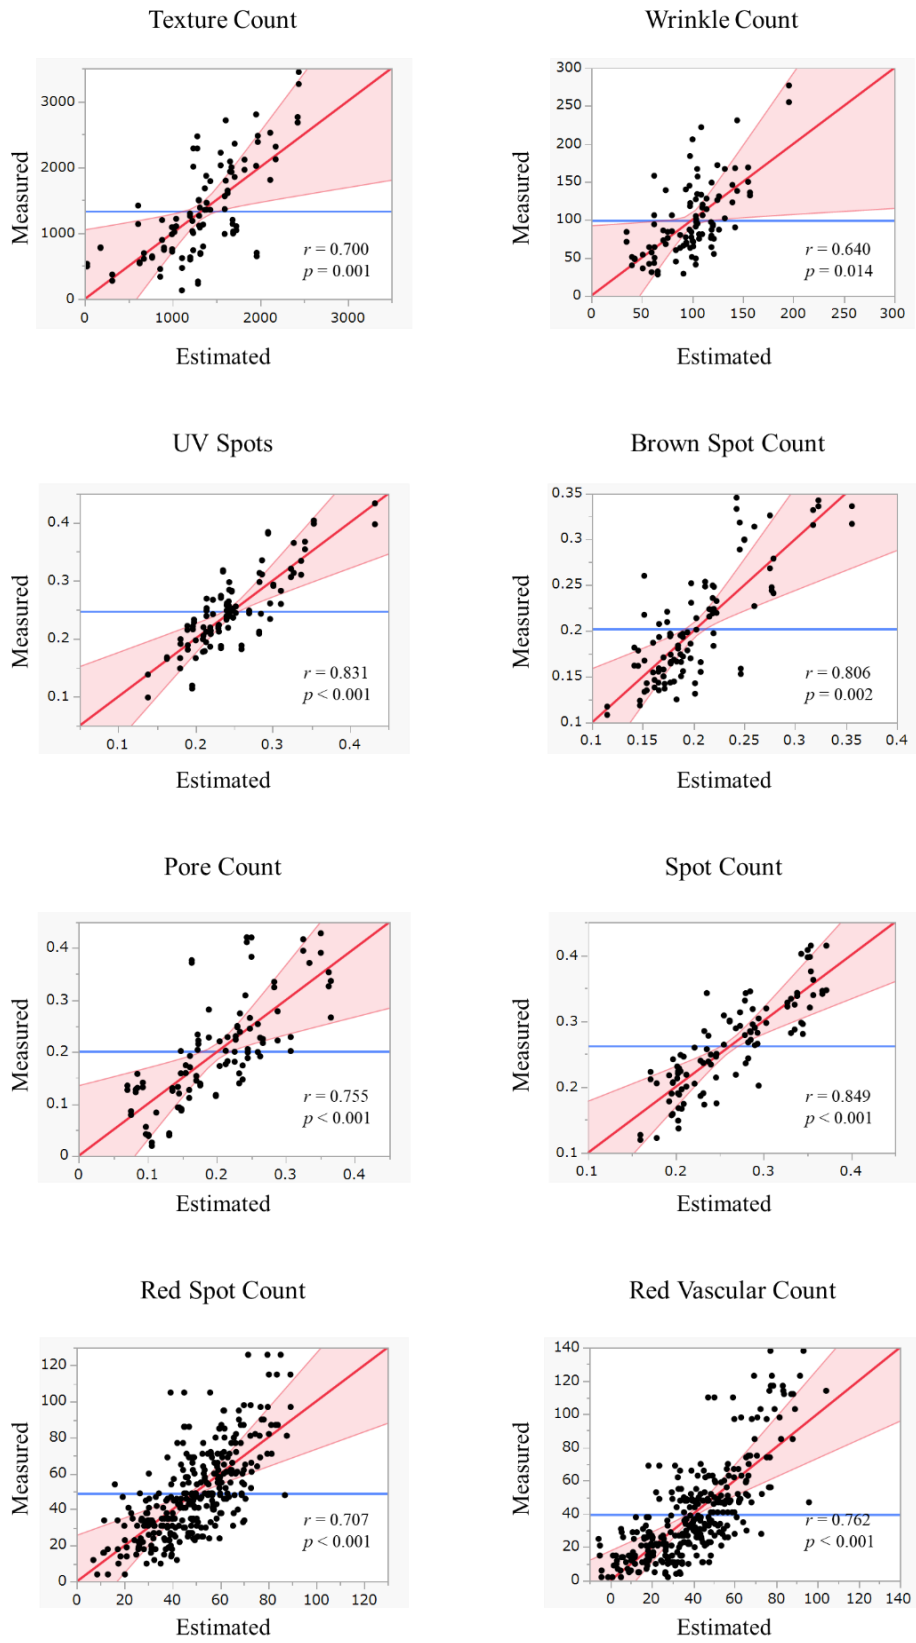 Texture Count
Wrinkle Count
Measured
3000
2000
1000
0
r = 0.700
p = 0.001
0 1000 2000 3000
Estimated
Measured
300
250
200
150
100
50
0
r = 0.640
p = 0.014
0 50 100 150 200 250 300
Estimated
UV Spots
Brown Spot Count
Measured
0.4
0.3
0.2
0.1
r = 0.831
p < 0.001
0.1 0.2 0.3 0.4
Estimated
Measured
0.35
0.3
0.25
0.2
0.15
0.1
r = 0.806
p = 0.002
0.1 0.15 0.2 0.25 0.3 0.35 0.4
Estimated
Pore Count
Spot Count
Measured
0.4
0.3
0.2
0.1
0
r = 0.755
p < 0.001
0 0.1 0.2 0.3 0.4
Estimated
Measured
0.4
0.3
0.2
0.1
r = 0.849
p < 0.001
0.1 0.2 0.3 0.4
Estimated
Red Spot Count
Red Vascular Count
Measured
120
100
80
60
40
20
0
r = 0.707
p < 0.001
0 20 40 60 80 100 120
Estimated
Measured
140
120
100
80
60
40
20
0
r = 0.762
p < 0.001
0 20 40 60 80 100 120 140
Estimated